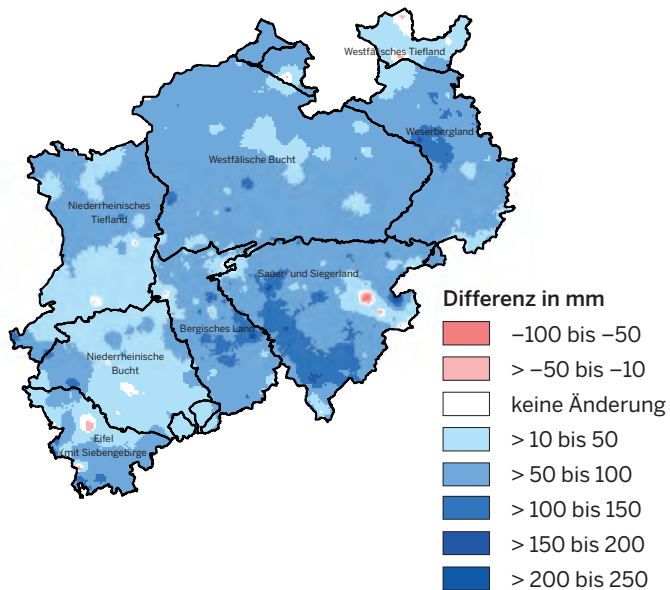 Westfälisches Tiefland
Weserbergland
Westfälische Bucht
Niederrheinisches
Tiefland
Sauer- und Siegerland
Bergisches Land
Niederrheinische
Bucht
Eifel
(mit Siebengebirge
Differenz in mm
−100 bis −50
> −50 bis −10
keine Änderung
> 10 bis 50
> 50 bis 100
> 100 bis 150
> 150 bis 200
> 200 bis 250